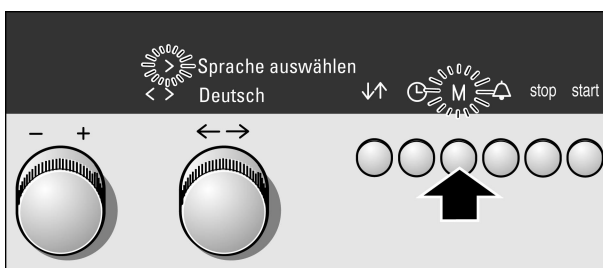 > Sprache auswählen
< > Deutsch
↓↑ M stop start
− + ← →